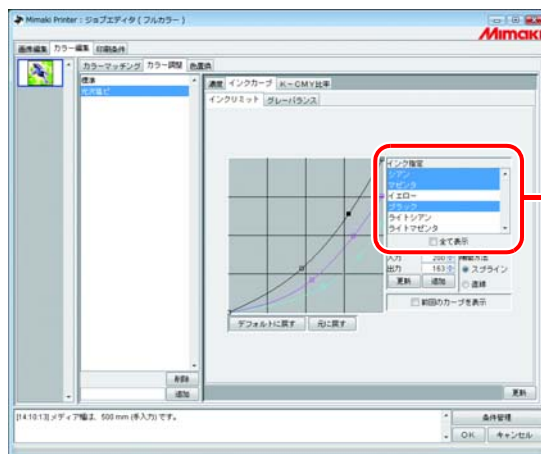 Mimaki Printer : ジョブエディタ ( フルカラー )
Mimaki
画像編集 カラー編集 印刷条件
カラーマッチング カラー調整 色置換
標準
光沢塩ビ
濃度 インクカーブ K-CMY比率
インクリミット グレーバランス
インク指定
シアン
マゼンタ
イエロー
ブラック
ライトシアン
ライトマゼンタ
全て表示
入力 200 補間方法
出力 163 スプライン
更新 追加 直線
前回のカーブを表示
デフォルトに戻す 元に戻す
削除
追加
更新
[14:10:13] メディア幅は、500 mm (手入力) です。
条件管理
OK キャンセル